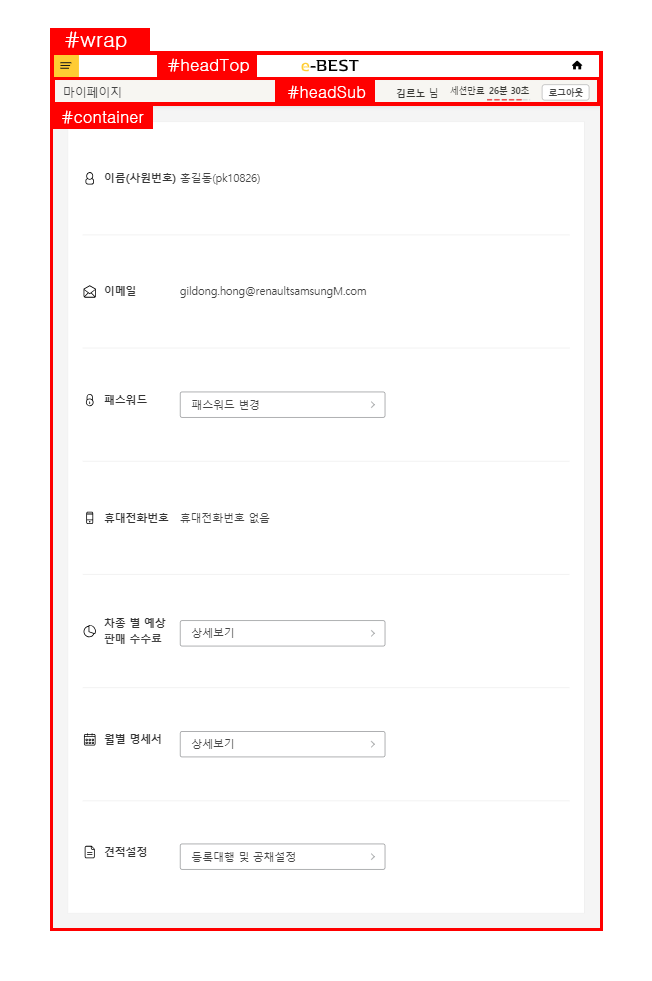 #wrap
#headTop
e-BEST
마이페이지
#headSub
김르노 님
세션만료 26분 30초
로그아웃
#container
이름(사원번호) 홍길동(pk10826)
이메일
gildong.hong@renaultsamsungM.com
패스워드
패스워드 변경
휴대전화번호
휴대전화번호 없음
차종 별 예상
판매 수수료
상세보기
월별 명세서
상세보기
견적설정
등록대행 및 공채설정